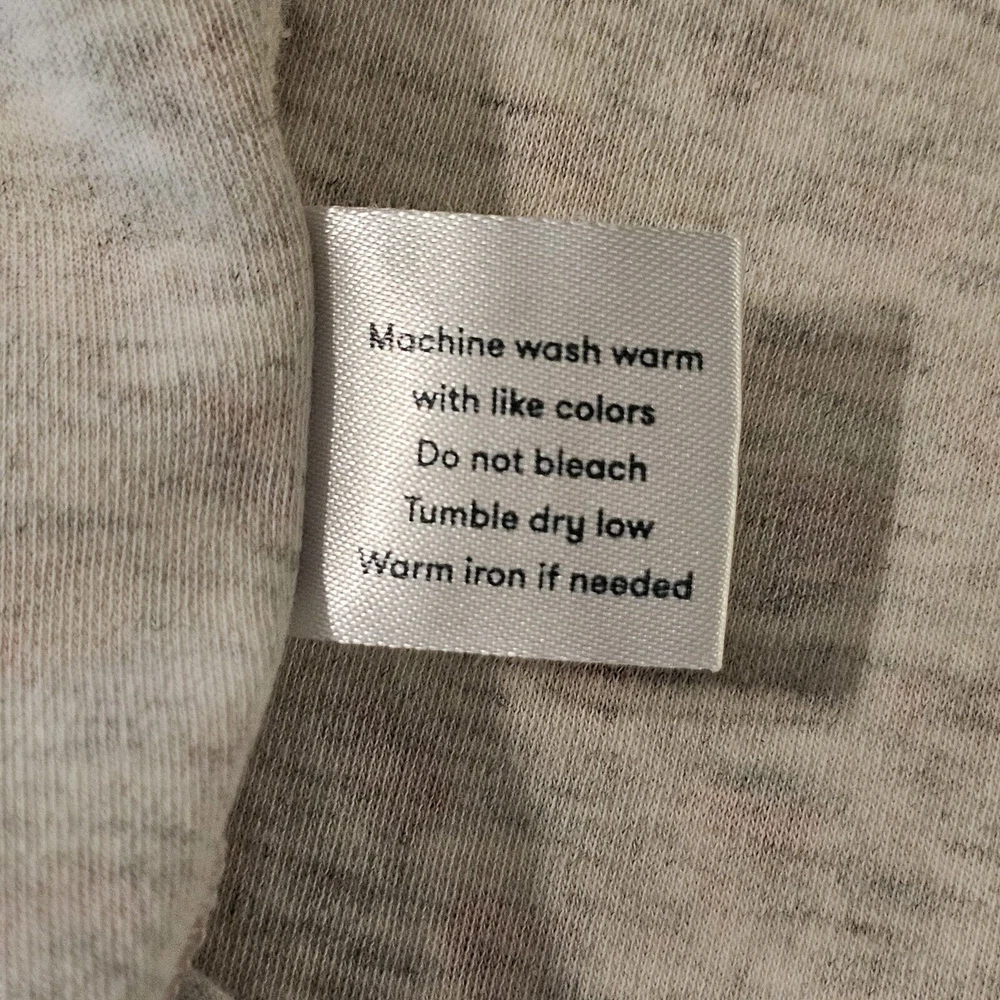 Machine wash warm
with like colors
Do not bleach
Tumble dry low
Warm iron if needed